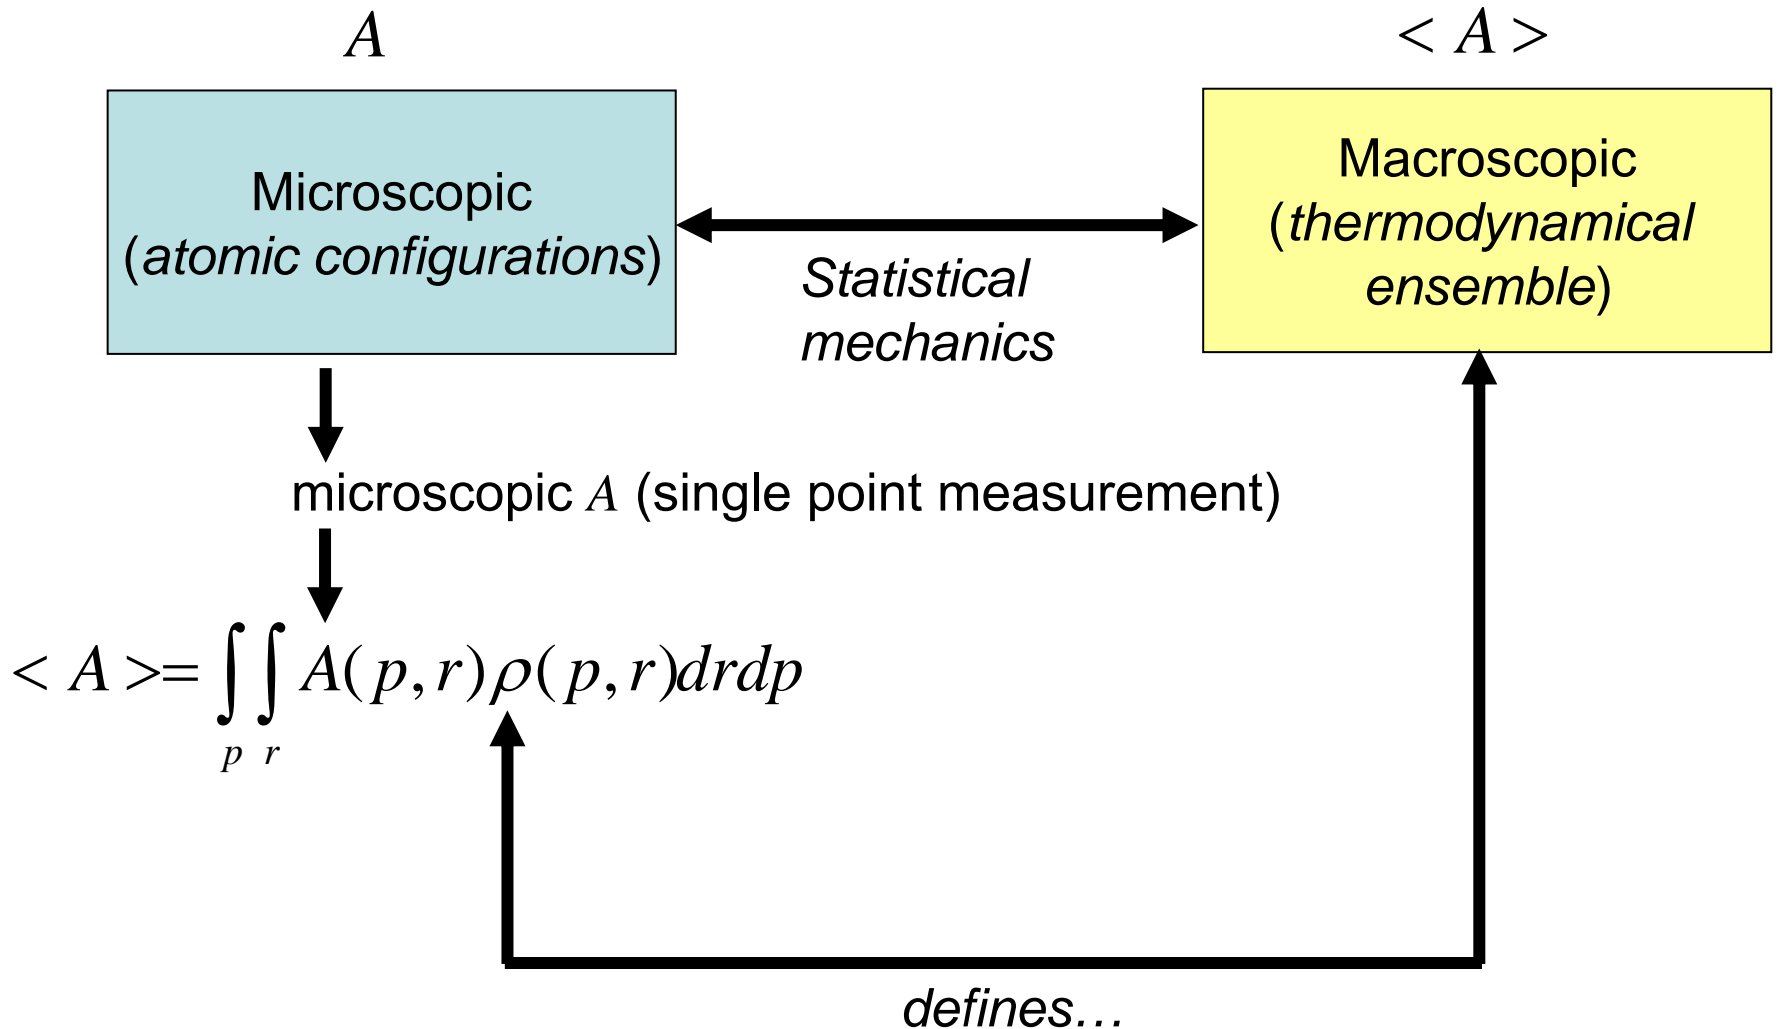 A
< A >
Microscopic
(atomic configurations)
Macroscopic
(thermodynamical
ensemble)
Statistical
mechanics
microscopic A (single point measurement)
< A >= ∫∫ A(p,r)ρ(p,r)drdp
p r
defines…